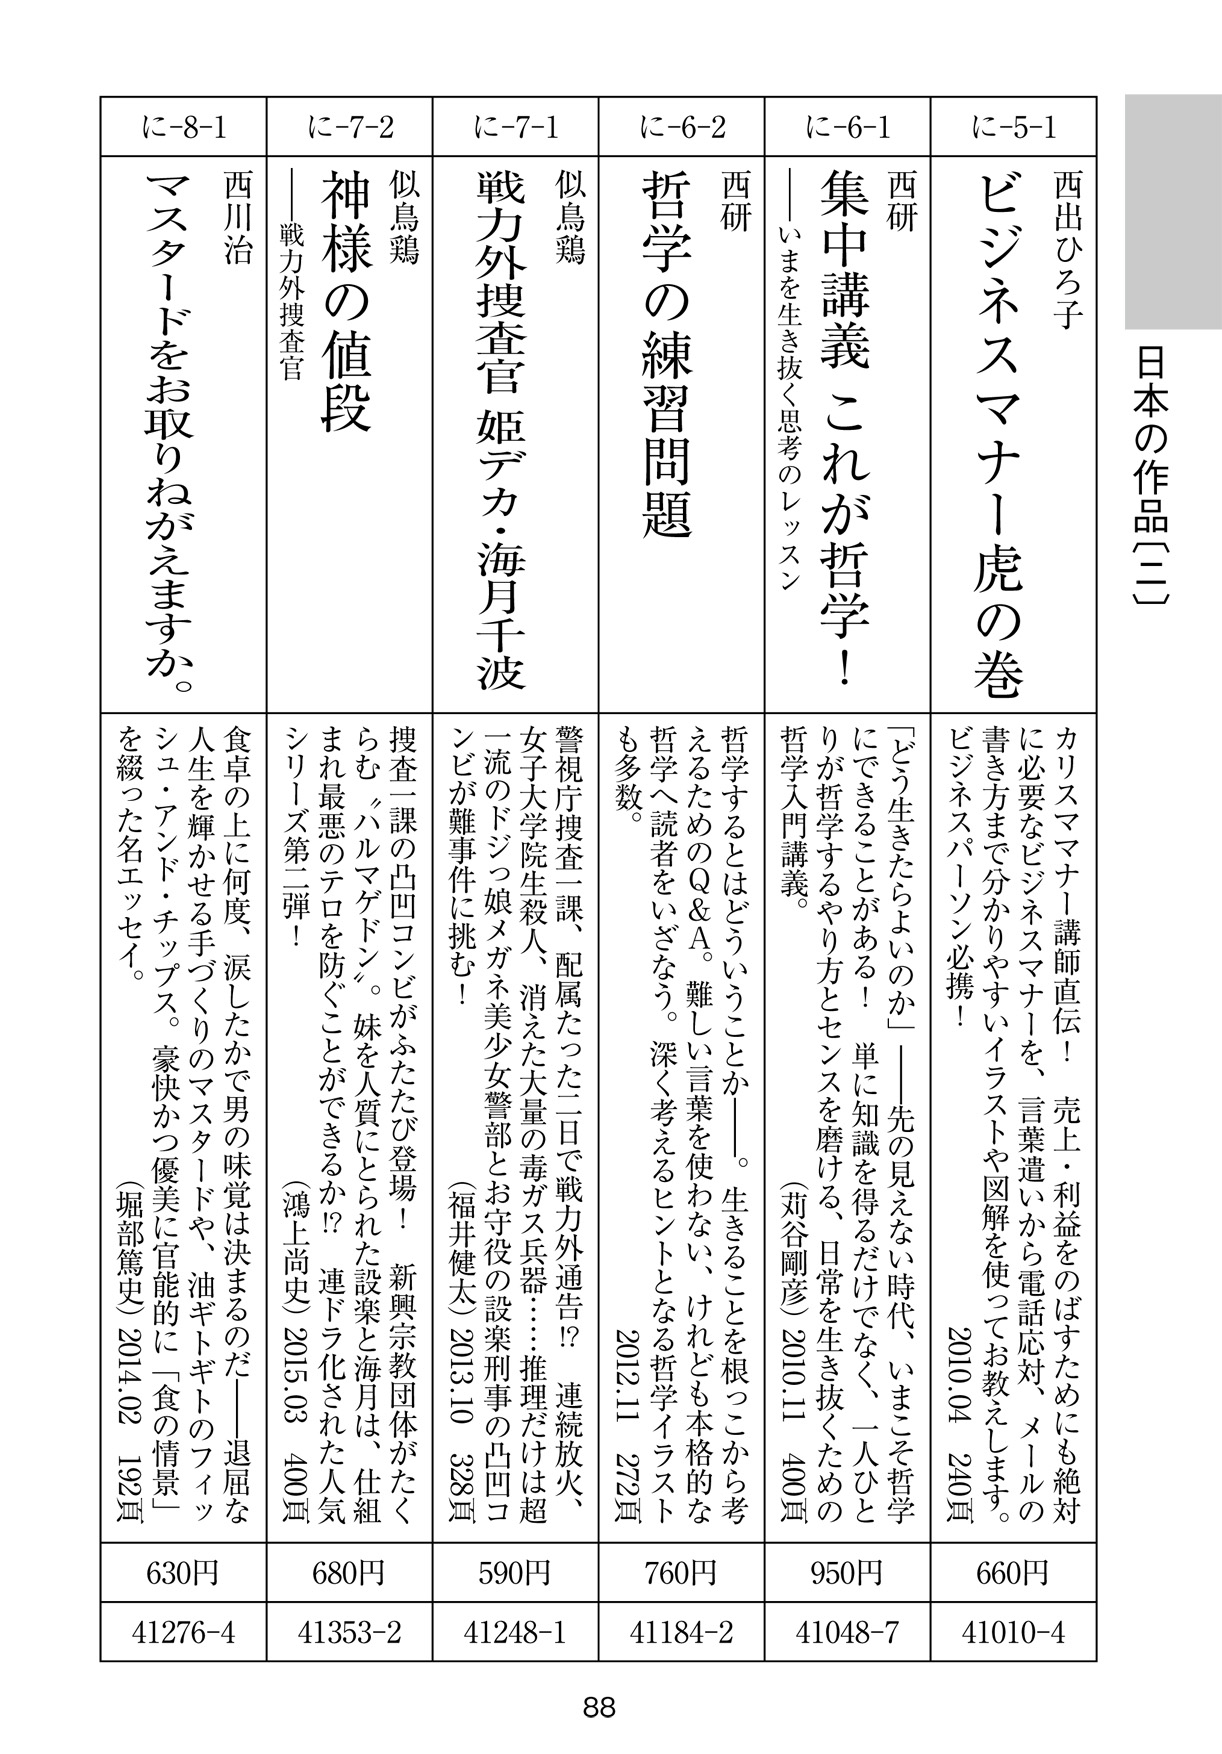 日本の作品〔ニ〕
に-5-1
西出ひろ子
ビジネスマナー虎の巻
カリスママナー講師直伝！　売上・利益をのばすためにも絶対
に必要なビジネスマナーを、言葉遣いから電話応対、メールの
書き方まで分かりやすいイラストや図解を使ってお教えします。
ビジネスパーソン必携！　2010.04　240頁
660円
41010-4
に-6-1
西研
集中講義 これが哲学！
――いまを生き抜く思考のレッスン
「どう生きたらよいのか」――先の見えない時代、いまこそ哲学
にできることがある！　単に知識を得るだけでなく、一人ひと
りが哲学するやり方とセンスを磨ける、日常を生き抜くための
哲学入門講義。　（苅谷剛彦）2010.11　400頁
950円
41048-7
に-6-2
西研
哲学の練習問題
哲学するとはどういうことか――。生きることを根っこから考
えるためのQ＆A。難しい言葉を使わない、けれども本格的な
哲学へ読者をいざなう。深く考えるヒントとなる哲学イラスト
も多数。　2012.11　272頁
760円
41184-2
に-7-1
似鳥鶏
戦力外捜査官 姫デカ・海月千波
警視庁捜査一課、配属たった二日で戦力外通告!?　連続放火、
女子大学院生殺人、消えた大量の毒ガス兵器……推理だけは超
一流のドジっ娘メガネ美少女警部とお守役の設楽刑事の凸凹コ
ンビが難事件に挑む！　（福井健太）2013.10　328頁
590円
41248-1
に-7-2
似鳥鶏
神様の値段
――戦力外捜査官
捜査一課の凸凹コンビがふたたび登場！　新興宗教団体がたく
らむ〝ハルマゲドン〟。妹を人質にとられた設楽と海月は、仕組
まれ最悪のテロを防ぐことができるか!?　連ドラ化された人気
シリーズ第二弾！　（鴻上尚史）2015.03　400頁
680円
41353-2
に-8-1
西川治
マスタードをお取りねがえますか。
食卓の上に何度、涙したかで男の味覚は決まるのだ――退屈な
人生を輝かせる手づくりのマスタードや、油ギトギトのフィッ
シュ・アンド・チップス。豪快かつ優美に官能的に「食の情景」
を綴った名エッセイ。　（堀部篤史）2014.02　192頁
630円
41276-4
88